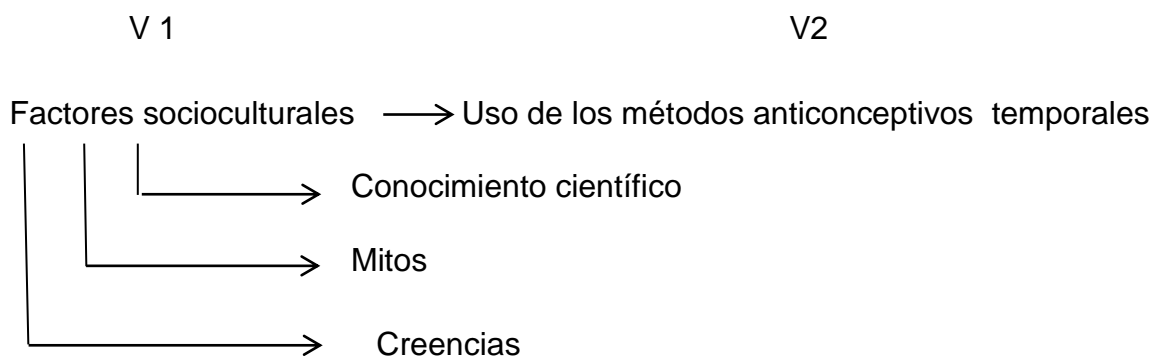 V 1 V2
Factores socioculturales Uso de los métodos anticonceptivos temporales
Conocimiento científico
Mitos
Creencias